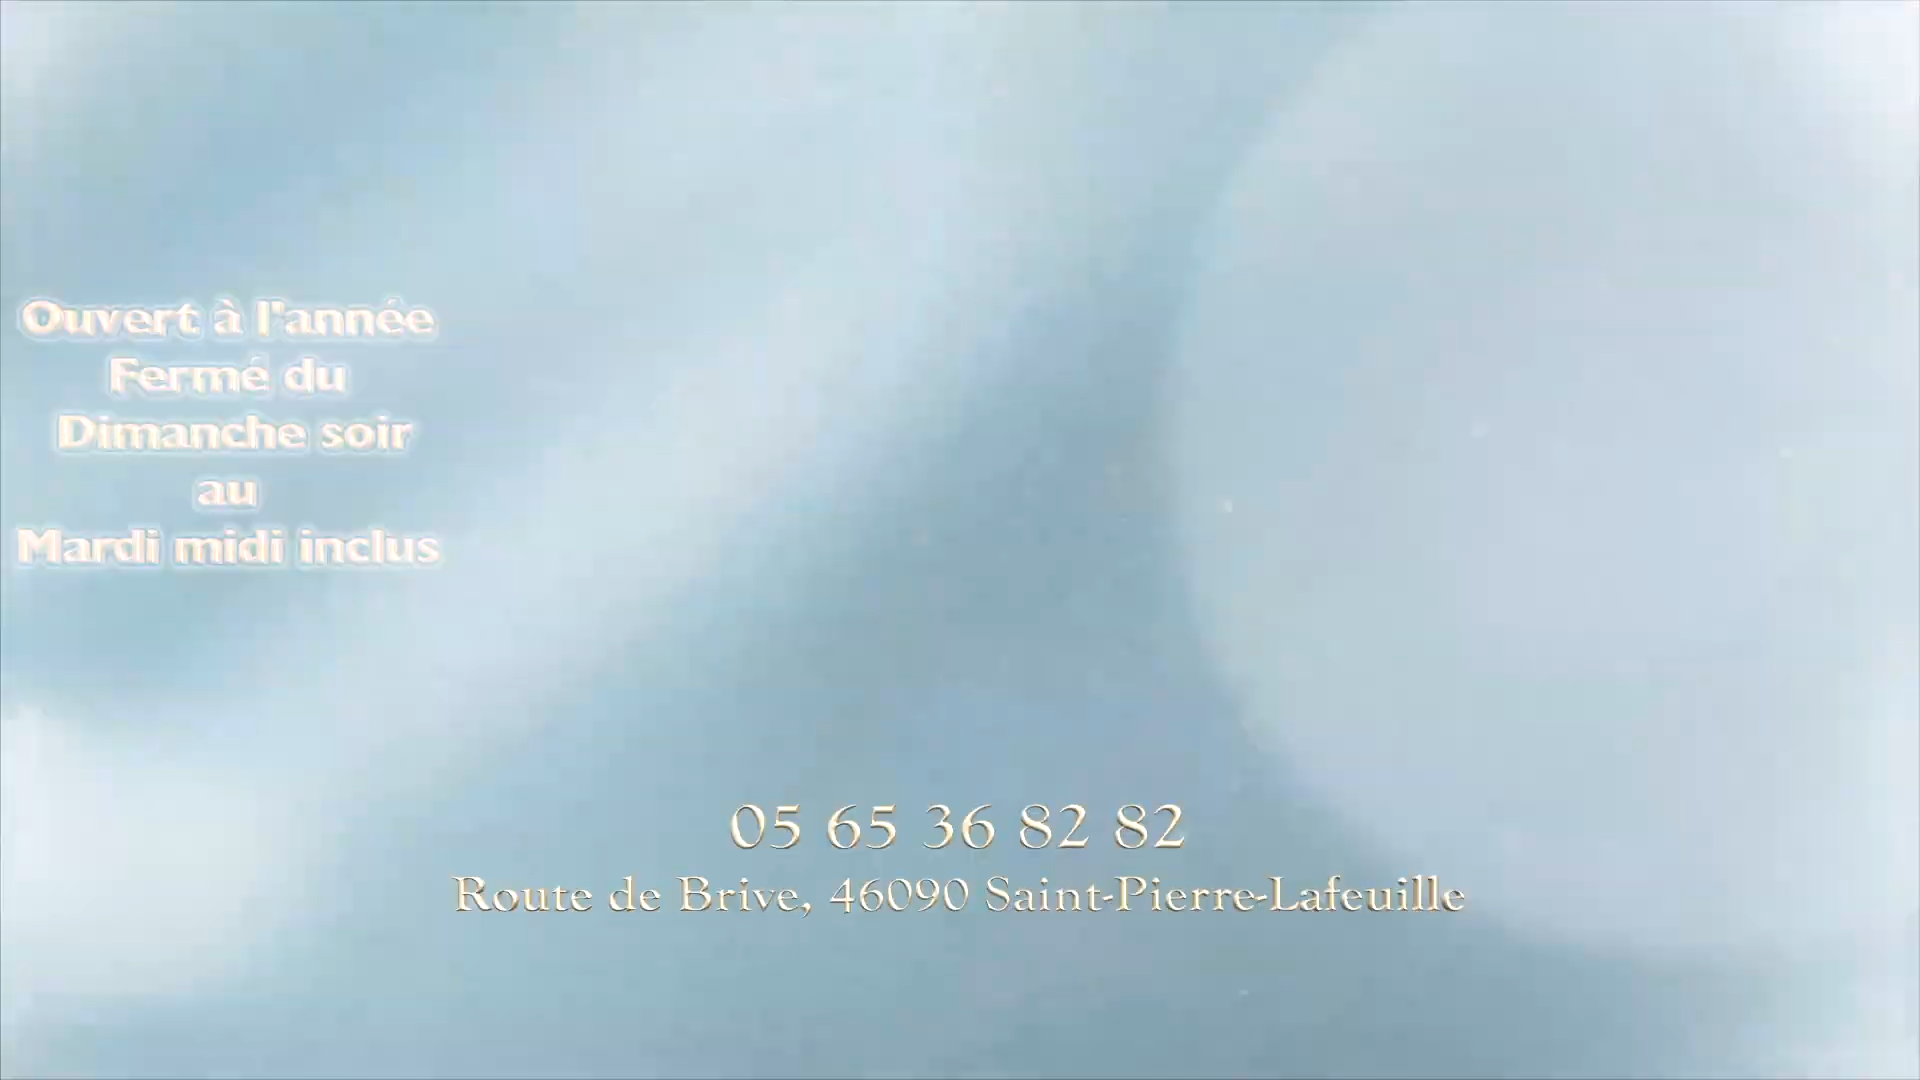 Ouvert à l'année
Fermé du
Dimanche soir
au
Mardi midi inclus
05 65 36 82 82
Route de Brive, 46090 Saint-Pierre-Lafeuille